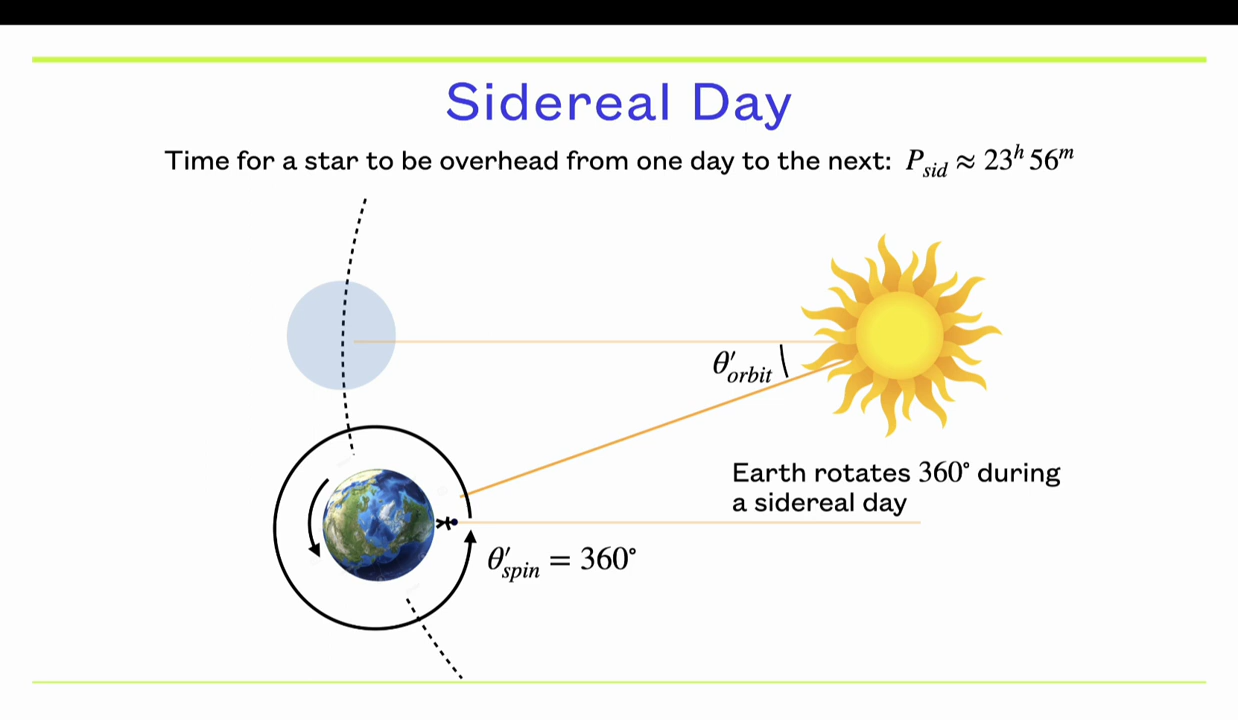 Sidereal Day
Time for a star to be overhead from one day to the next: P_sid ≈ 23^h 56^m
θ′_orbit
Earth rotates 360° during
a sidereal day
θ′_spin = 360°